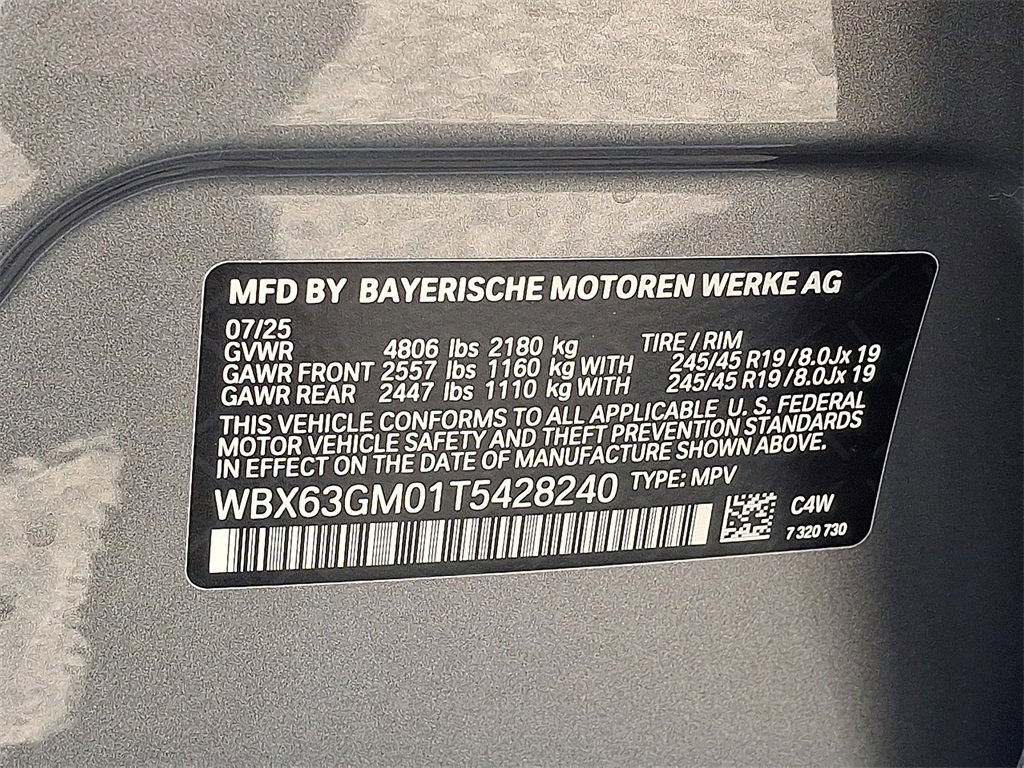 MFD BY BAYERISCHE MOTOREN WERKE AG
07/25
GVWR 4806 lbs 2180 kg TIRE / RIM
GAWR FRONT 2557 lbs 1160 kg WITH 245/45 R19 / 8.0Jx 19
GAWR REAR 2447 lbs 1110 kg WITH 245/45 R19 / 8.0Jx 19
THIS VEHICLE CONFORMS TO ALL APPLICABLE U. S. FEDERAL
MOTOR VEHICLE SAFETY AND THEFT PREVENTION STANDARDS
IN EFFECT ON THE DATE OF MANUFACTURE SHOWN ABOVE.
WBX63GM01T5428240 TYPE: MPV
C4W
7 320 730